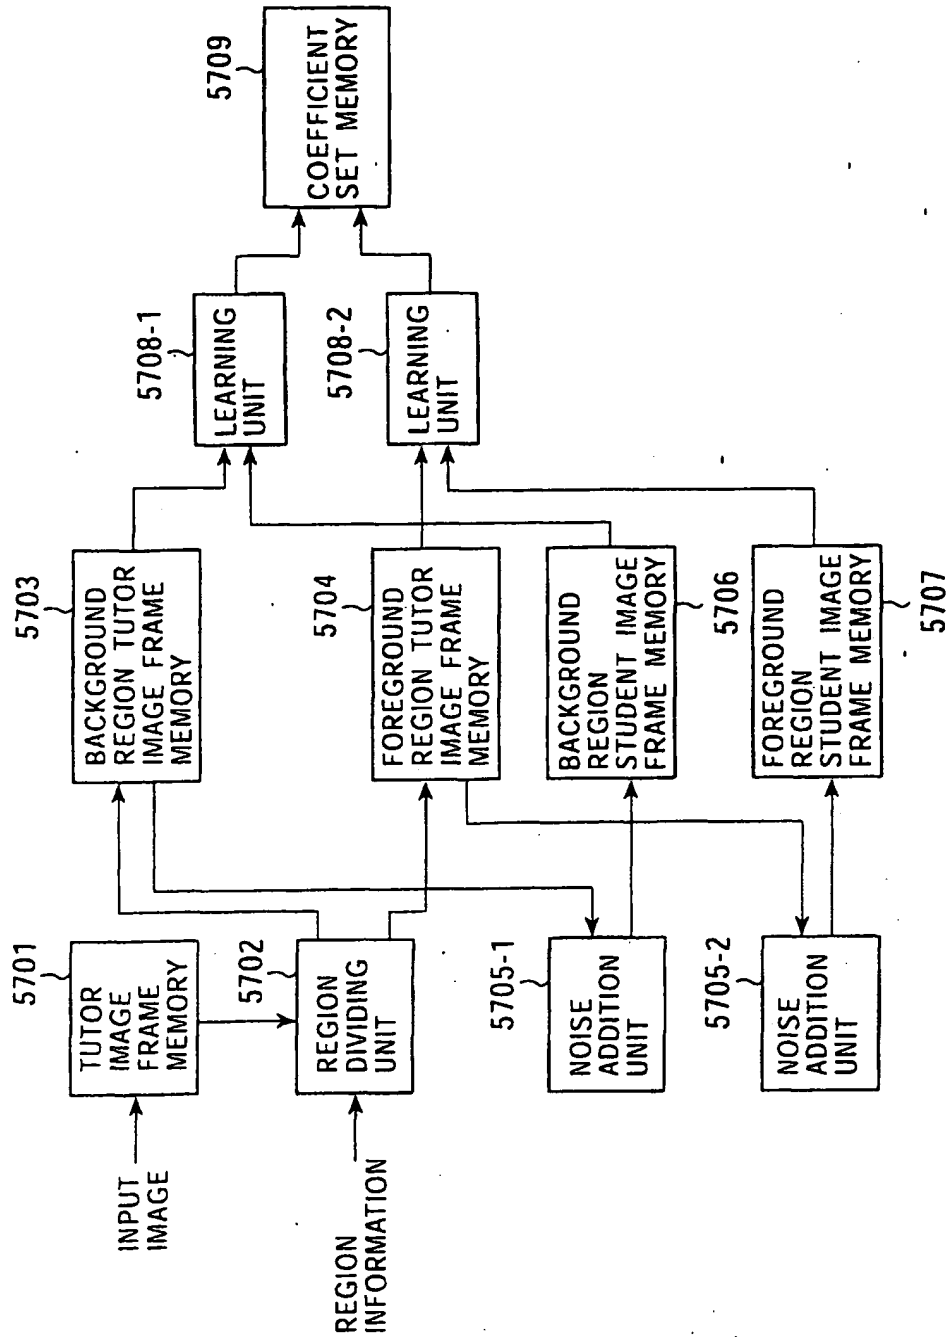 INPUT
IMAGE
5701
TUTOR
IMAGE
FRAME
MEMORY
REGION
INFORMATION
5702
REGION
DIVIDING
UNIT
5703
BACKGROUND
REGION TUTOR
IMAGE FRAME
MEMORY
5704
FOREGROUND
REGION TUTOR
IMAGE FRAME
MEMORY
5705-1
NOISE
ADDITION
UNIT
5705-2
NOISE
ADDITION
UNIT
BACKGROUND
REGION
STUDENT IMAGE
FRAME MEMORY
5706
FOREGROUND
REGION
STUDENT IMAGE
FRAME MEMORY
5707
5708-1
LEARNING
UNIT
5708-2
LEARNING
UNIT
5709
COEFFICIENT
SET MEMORY